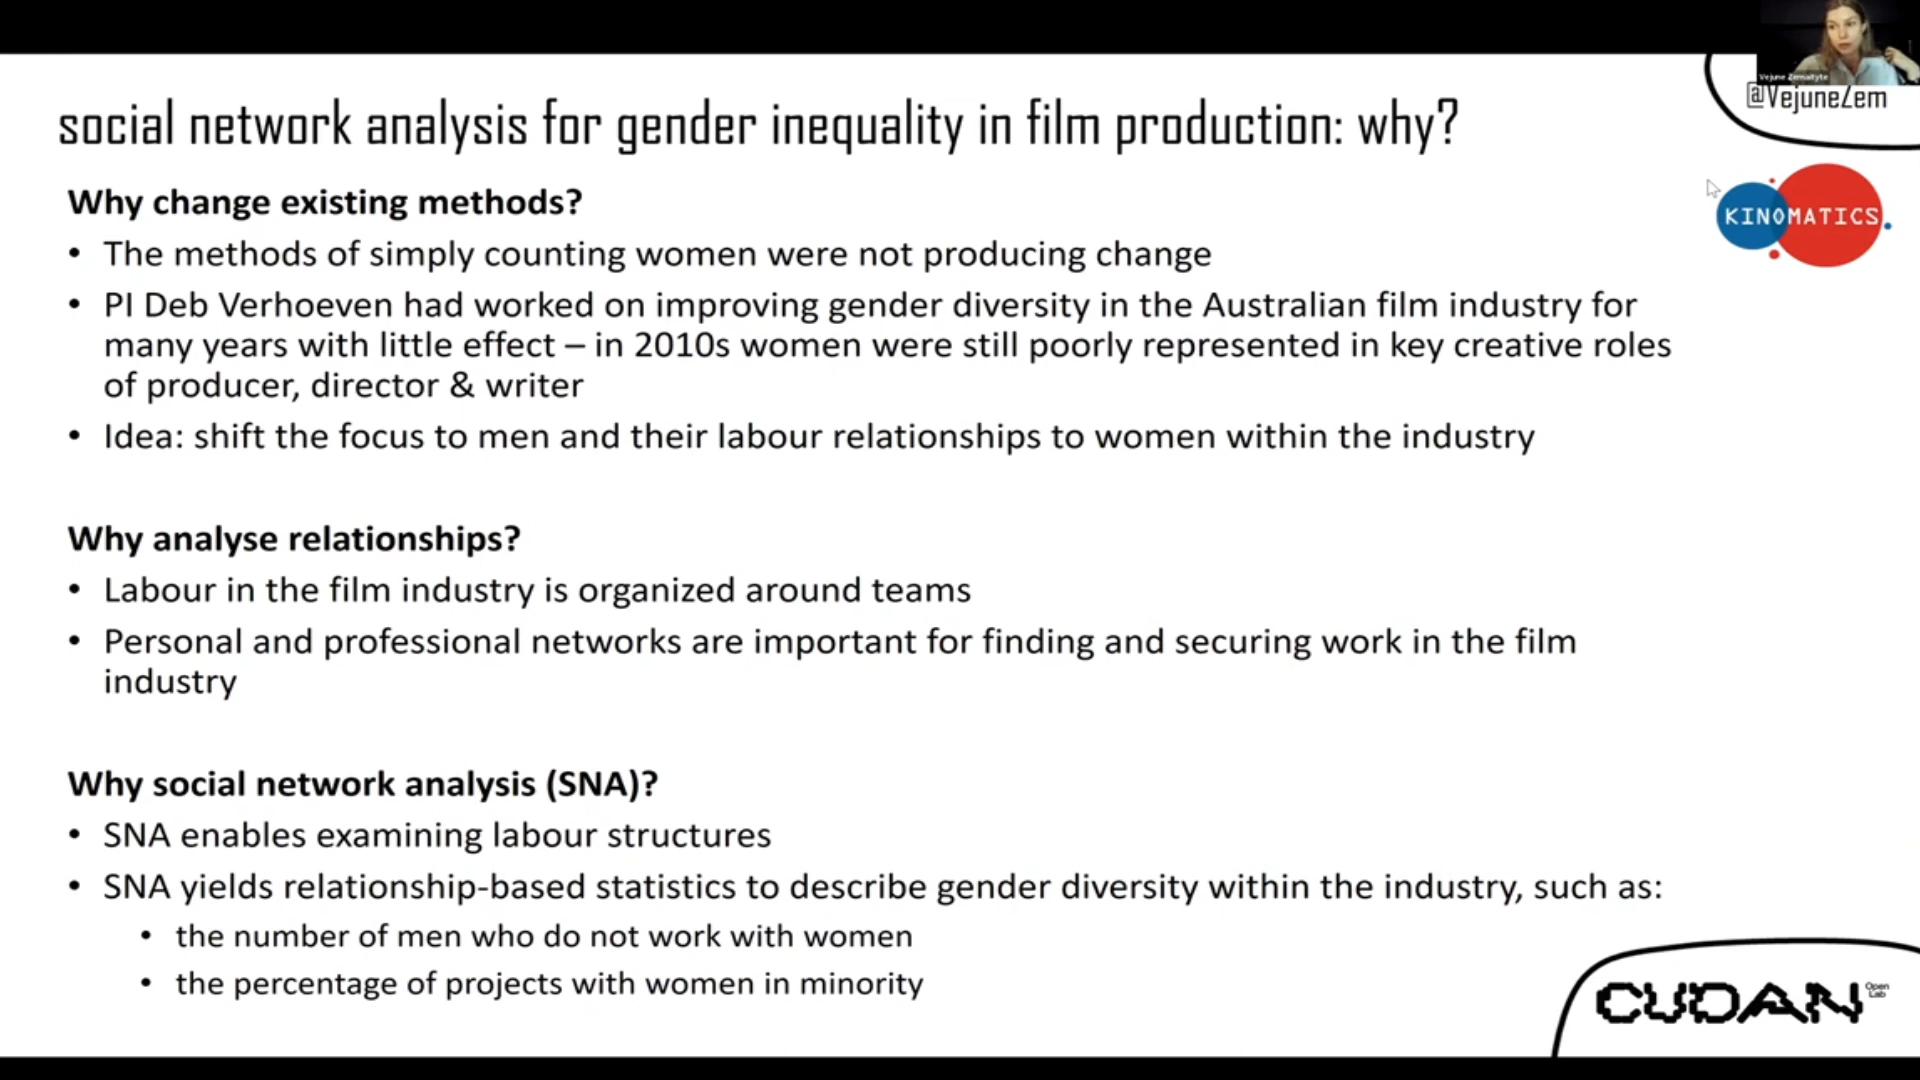 Vejune Zemaityte
@VejuneZem
social network analysis for gender inequality in film production: why?
KINOMATICS
Why change existing methods?
• The methods of simply counting women were not producing change
• PI Deb Verhoeven had worked on improving gender diversity in the Australian film industry for
many years with little effect – in 2010s women were still poorly represented in key creative roles
of producer, director & writer
• Idea: shift the focus to men and their labour relationships to women within the industry
Why analyse relationships?
• Labour in the film industry is organized around teams
• Personal and professional networks are important for finding and securing work in the film
industry
Why social network analysis (SNA)?
• SNA enables examining labour structures
• SNA yields relationship-based statistics to describe gender diversity within the industry, such as:
• the number of men who do not work with women
• the percentage of projects with women in minority
CUDAN
Open
Lab